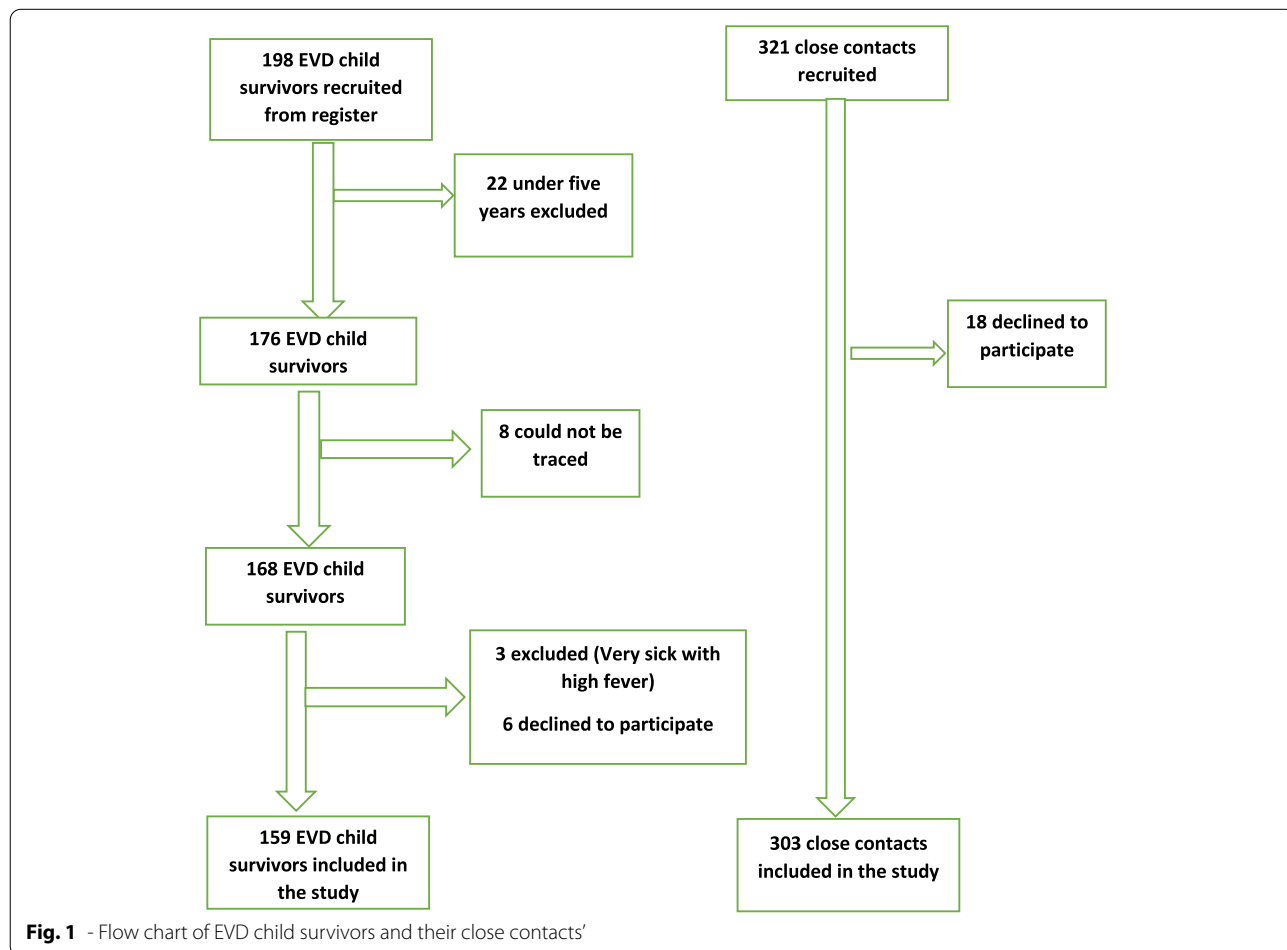 198 EVD child
survivors recruited
from register
321 close contacts
recruited
22 under five
years excluded
176 EVD child
survivors
18 declined to
participate
8 could not be
traced
168 EVD child
survivors
3 excluded (Very sick with
high fever)
6 declined to participate
159 EVD child
survivors included in
the study
303 close contacts
included in the study
Fig. 1 - Flow chart of EVD child survivors and their close contacts’